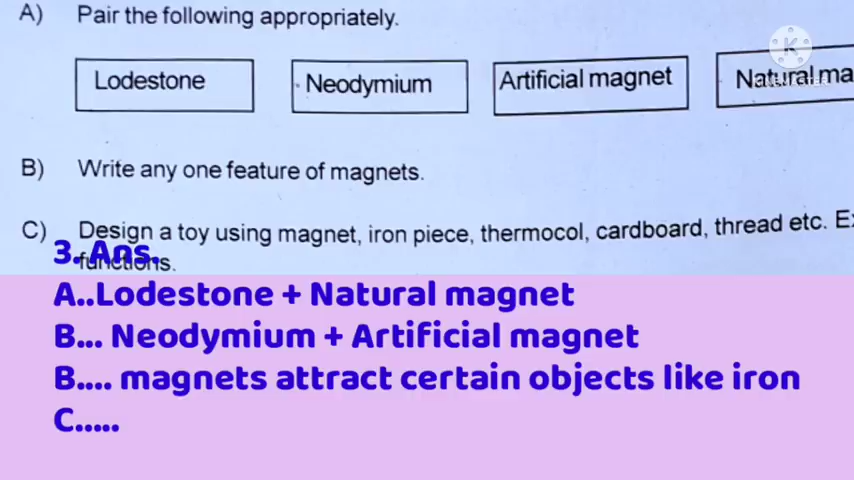 A) Pair the following appropriately.
Lodestone Neodymium Artificial magnet Natural ma
B) Write any one feature of magnets.
C) Design a toy using magnet, iron piece, thermocol, cardboard, thread etc. E
functions.
3. Ans.
A..Lodestone + Natural magnet
B... Neodymium + Artificial magnet
B.... magnets attract certain objects like iron
C.....